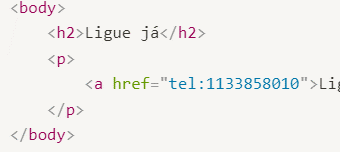 <body>
<h2>Ligue já</h2>
<p>
<a href="tel:1133858010">Lig
</p>
</body>